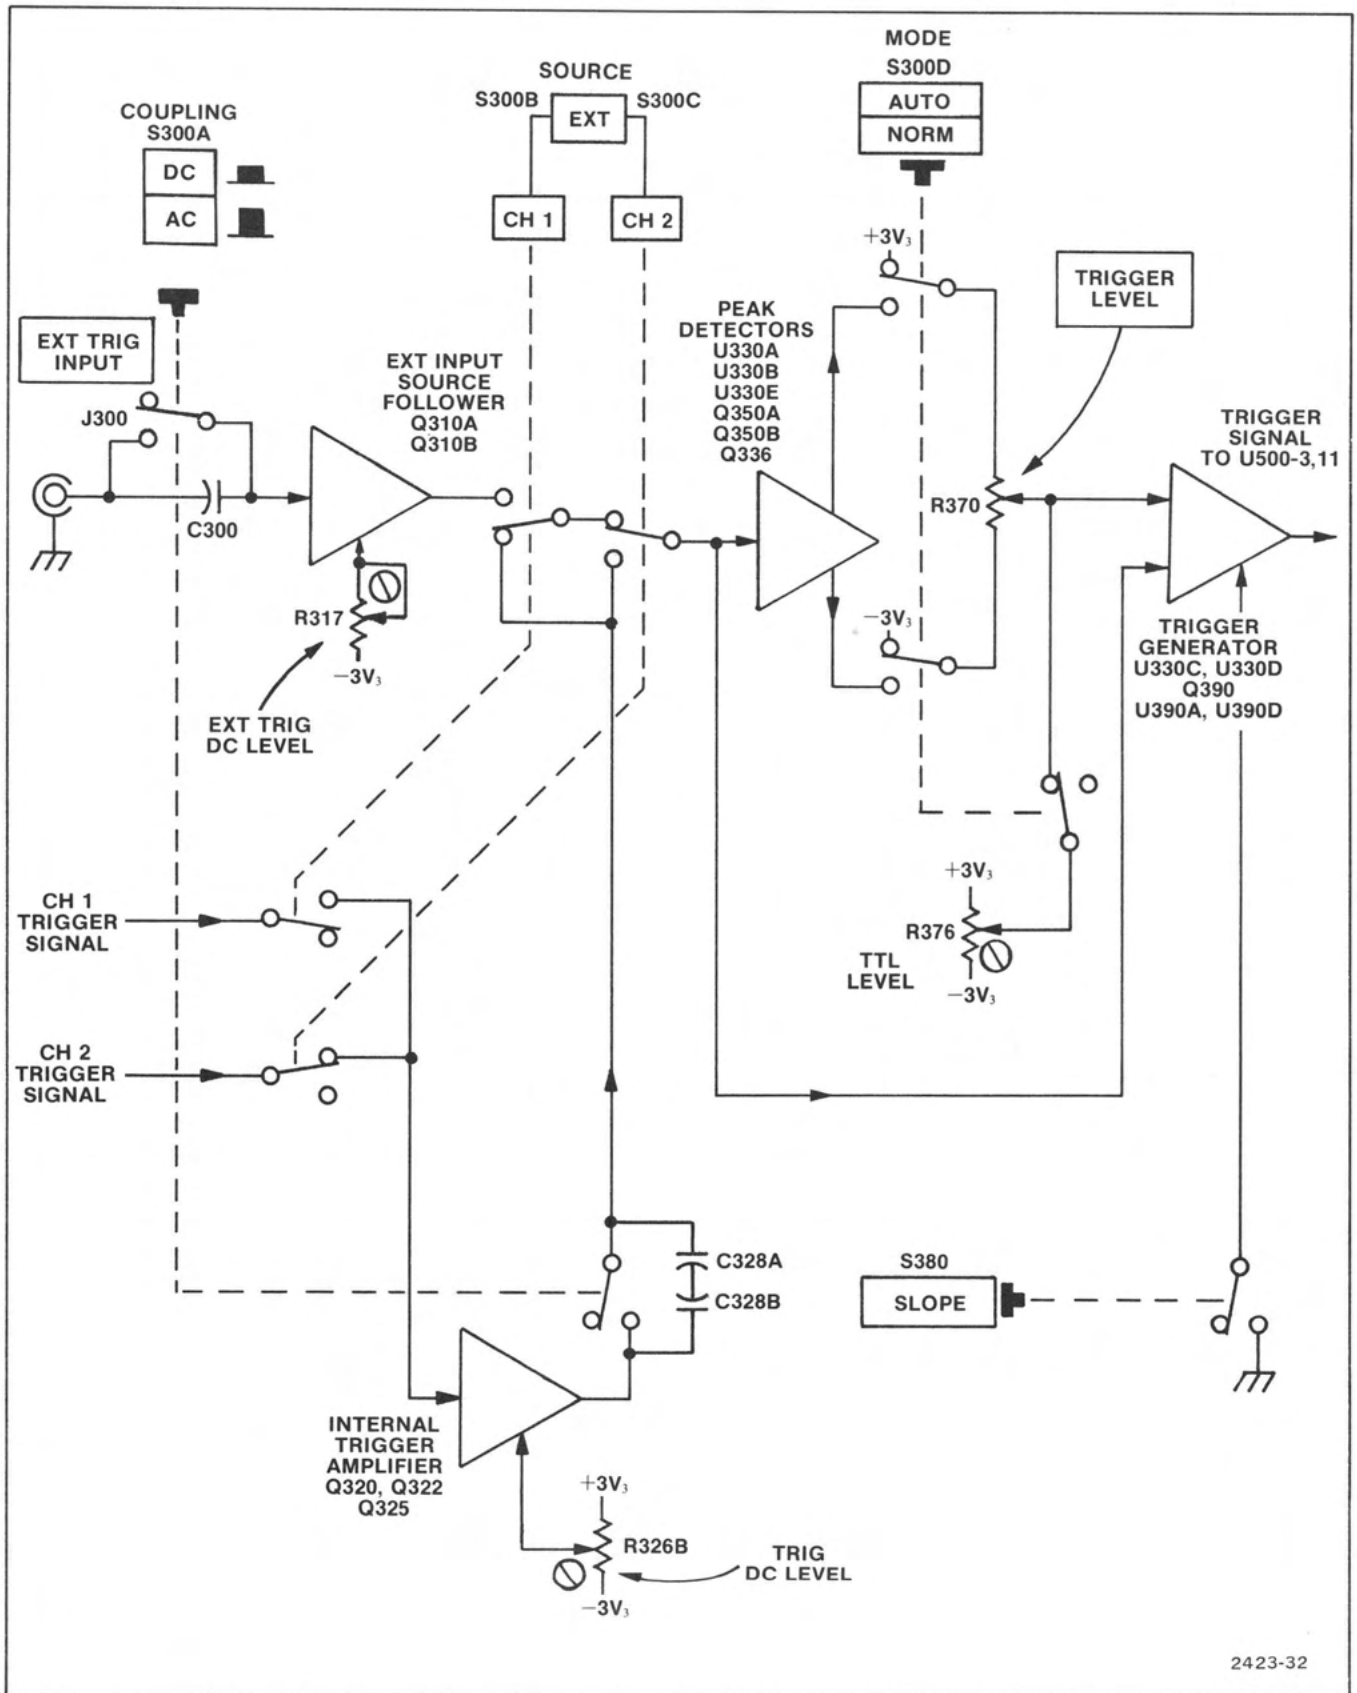 MODE
S300D
AUTO
NORM
SOURCE
S300B
EXT
S300C
CH 1
CH 2
COUPLING
S300A
DC
AC
EXT TRIG
INPUT
J300
C300
EXT INPUT
SOURCE
FOLLOWER
Q310A
Q310B
R317
−3V₃
EXT TRIG
DC LEVEL
PEAK
DETECTORS
U330A
U330B
U330E
Q350A
Q350B
Q336
+3V₃
−3V₃
TRIGGER
LEVEL
R370
TRIGGER
SIGNAL
TO U500-3,11
TRIGGER
GENERATOR
U330C, U330D
Q390
U390A, U390D
+3V₃
R376
−3V₃
TTL
LEVEL
CH 1
TRIGGER
SIGNAL
CH 2
TRIGGER
SIGNAL
C328A
C328B
S380
SLOPE
INTERNAL
TRIGGER
AMPLIFIER
Q320, Q322
Q325
+3V₃
R326B
−3V₃
TRIG
DC LEVEL
2423-32